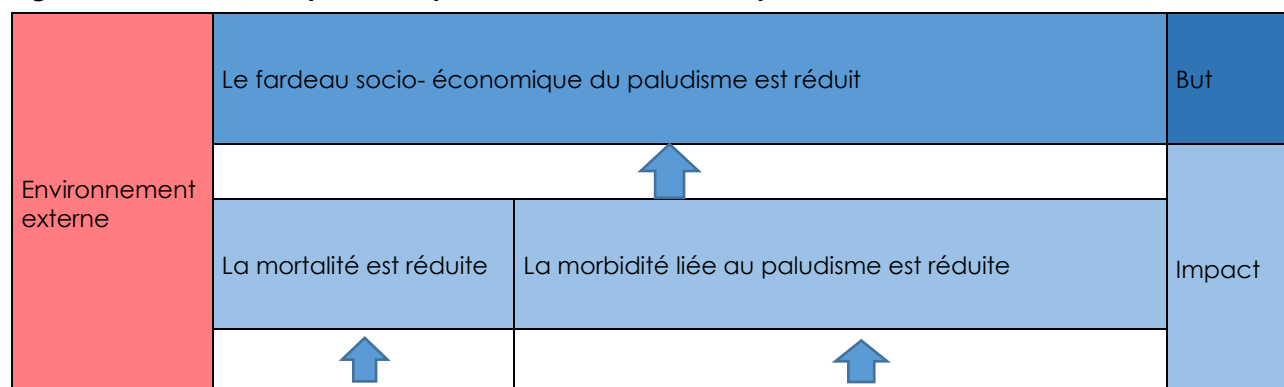 Le fardeau socio- économique du paludisme est réduit
But
Environnement
externe
La mortalité est réduite
La morbidité liée au paludisme est réduite
Impact